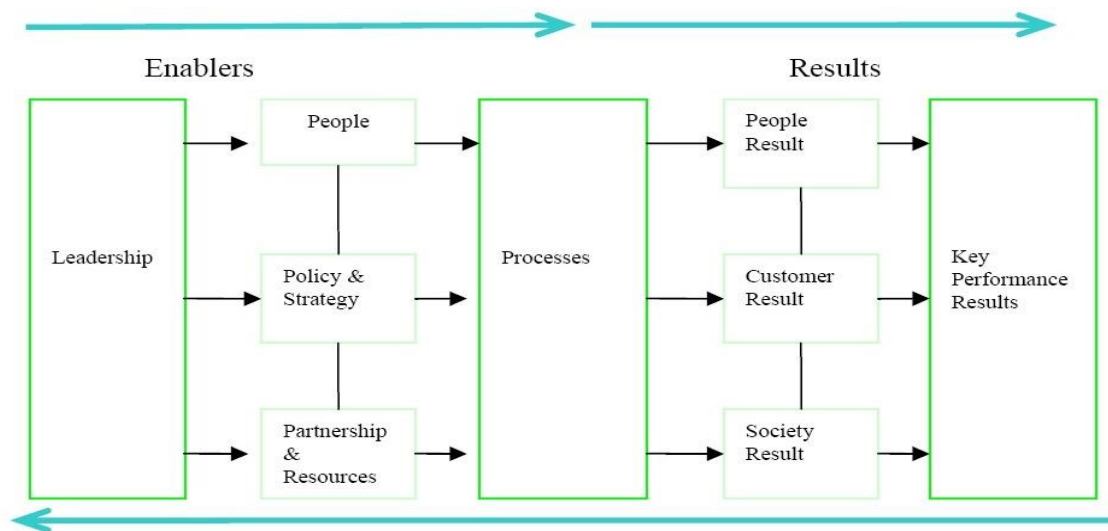 Enablers
Results
Leadership
People
Policy &
Strategy
Partnership
&
Resources
Processes
People
Result
Customer
Result
Society
Result
Key
Performance
Results